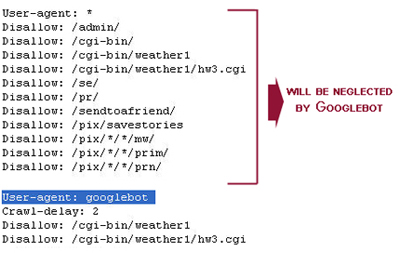 User-agent: *
Disallow: /admin/
Disallow: /cgi-bin/
Disallow: /cgi-bin/weather1
Disallow: /cgi-bin/weather1/hw3.cgi
Disallow: /se/
Disallow: /pr/
Disallow: /sendtoafriend/
Disallow: /pix/savestories
Disallow: /pix/*/*/mw/
Disallow: /pix/*/*/prim/
Disallow: /pix/*/*/prn/
WILL BE NEGLECTED
BY GOOGLEBOT
User-agent: googlebot
Crawl-delay: 2
Disallow: /cgi-bin/weather1
Disallow: /cgi-bin/weather1/hw3.cgi